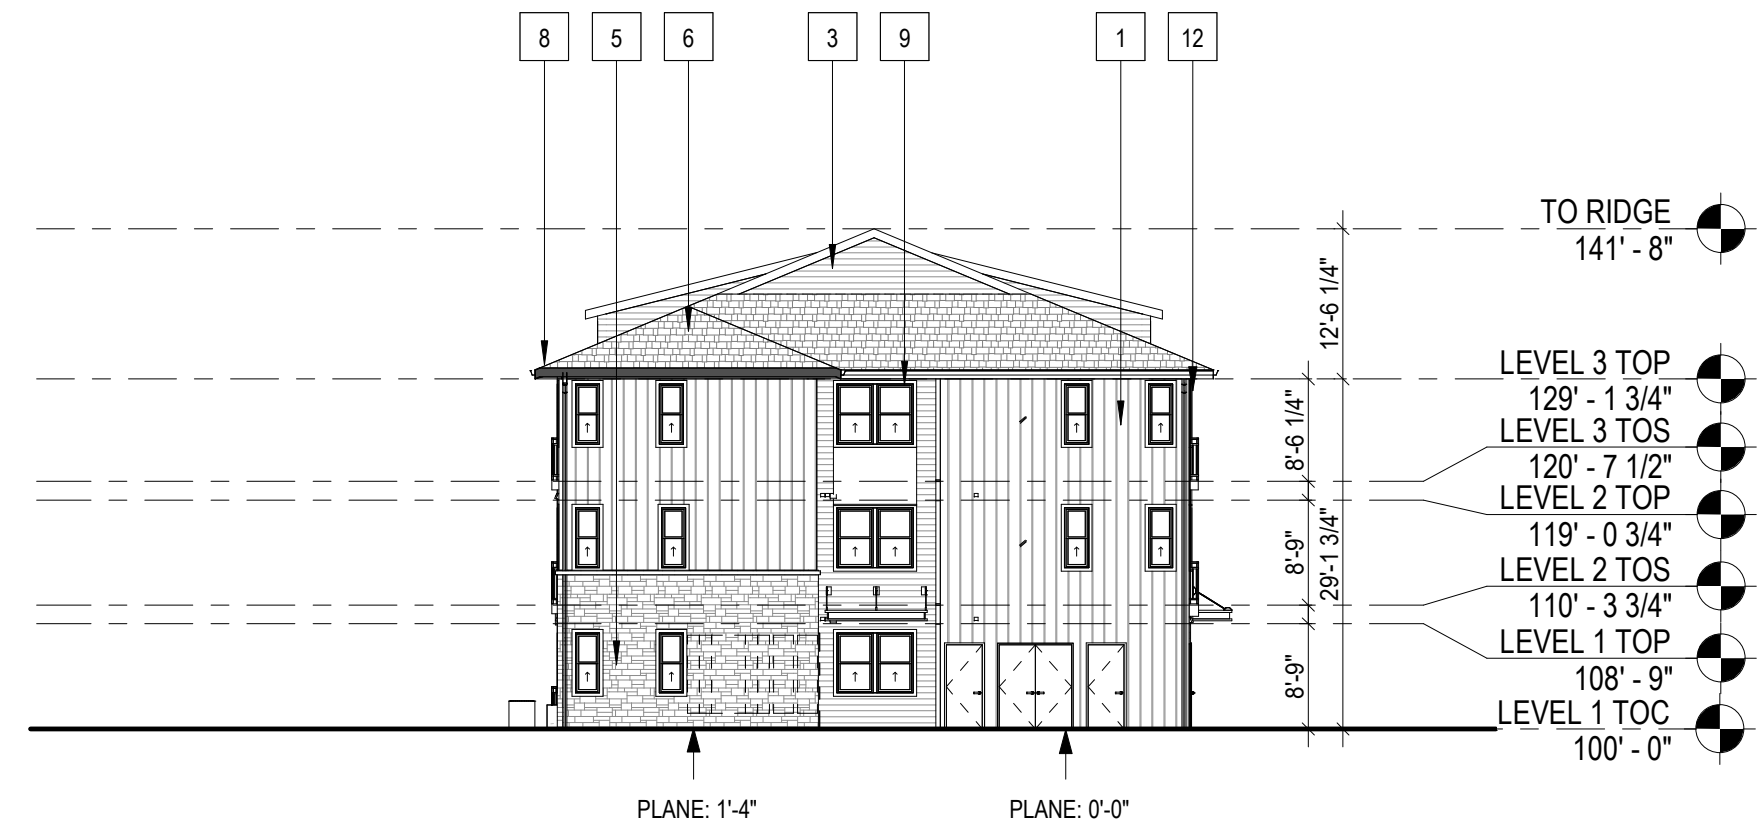 8 5 6 3 9 1 12
TO RIDGE
141' - 8"
12'-6 1/4"
LEVEL 3 TOP
129' - 1 3/4"
8'-6 1/4"
LEVEL 3 TOS
120' - 7 1/2"
LEVEL 2 TOP
119' - 0 3/4"
8'-9"
29'-1 3/4"
LEVEL 2 TOS
110' - 3 3/4"
LEVEL 1 TOP
108' - 9"
8'-9"
LEVEL 1 TOC
100' - 0"
PLANE: 1'-4"
PLANE: 0'-0"